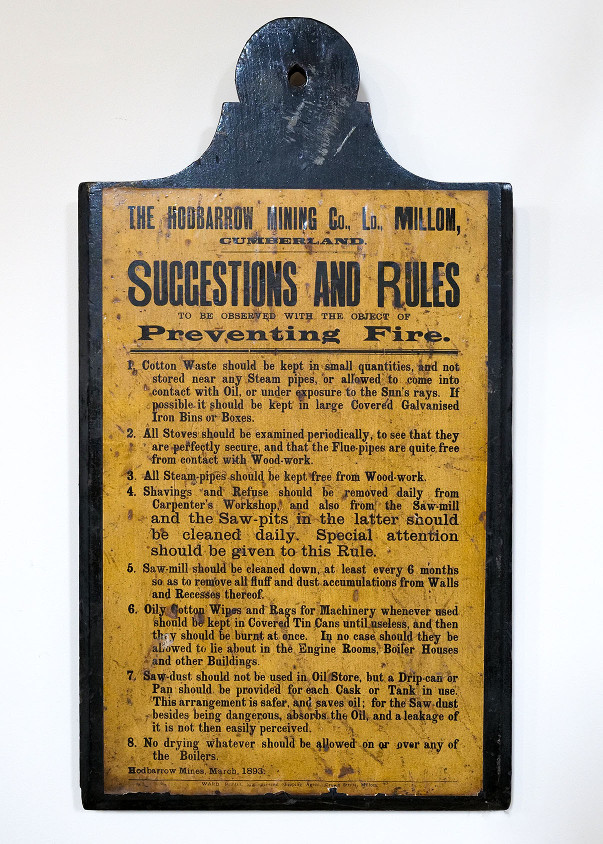 THE HODBARROW MINING Co., Ld., MILLOM,
CUMBERLAND.
SUGGESTIONS AND RULES
TO BE OBSERVED WITH THE OBJECT OF
Preventing Fire.
1. Cotton Waste should be kept in small quantities, and not
stored near any Steam pipes, or allowed to come into
contact with Oil, or under exposure to the Sun's rays. If
possible it should be kept in large Covered Galvanised
Iron Bins or Boxes.
2. All Stoves should be examined periodically, to see that they
are perfectly secure, and that the Flue-pipes are quite free
from contact with Wood-work.
3. All Steam-pipes should be kept free from Wood-work.
4. Shavings and Refuse should be removed daily from
Carpenter's Workshop, and also from the Saw-mill
and the Saw-pits in the latter should
be cleaned daily. Special attention
should be given to this Rule.
5. Saw-mill should be cleaned down, at least every 6 months
so as to remove all fluff and dust accumulations from Walls
and Recesses thereof.
6. Oily Cotton Wipes and Rags for Machinery whenever used
should be kept in Covered Tin Cans until useless, and then
they should be burnt at once. In no case should they be
allowed to lie about in the Engine Rooms, Boiler Houses
and other Buildings.
7. Saw-dust should not be used in Oil Store, but a Drip-can or
Pan should be provided for each Cask or Tank in use.
This arrangement is safer, and saves oil; for the Saw-dust
besides being dangerous, absorbs the Oil, and a leakage of
it is not then easily perceived.
8. No drying whatever should be allowed on or over any of
the Boilers.
Hodbarrow Mines, March, 1893.